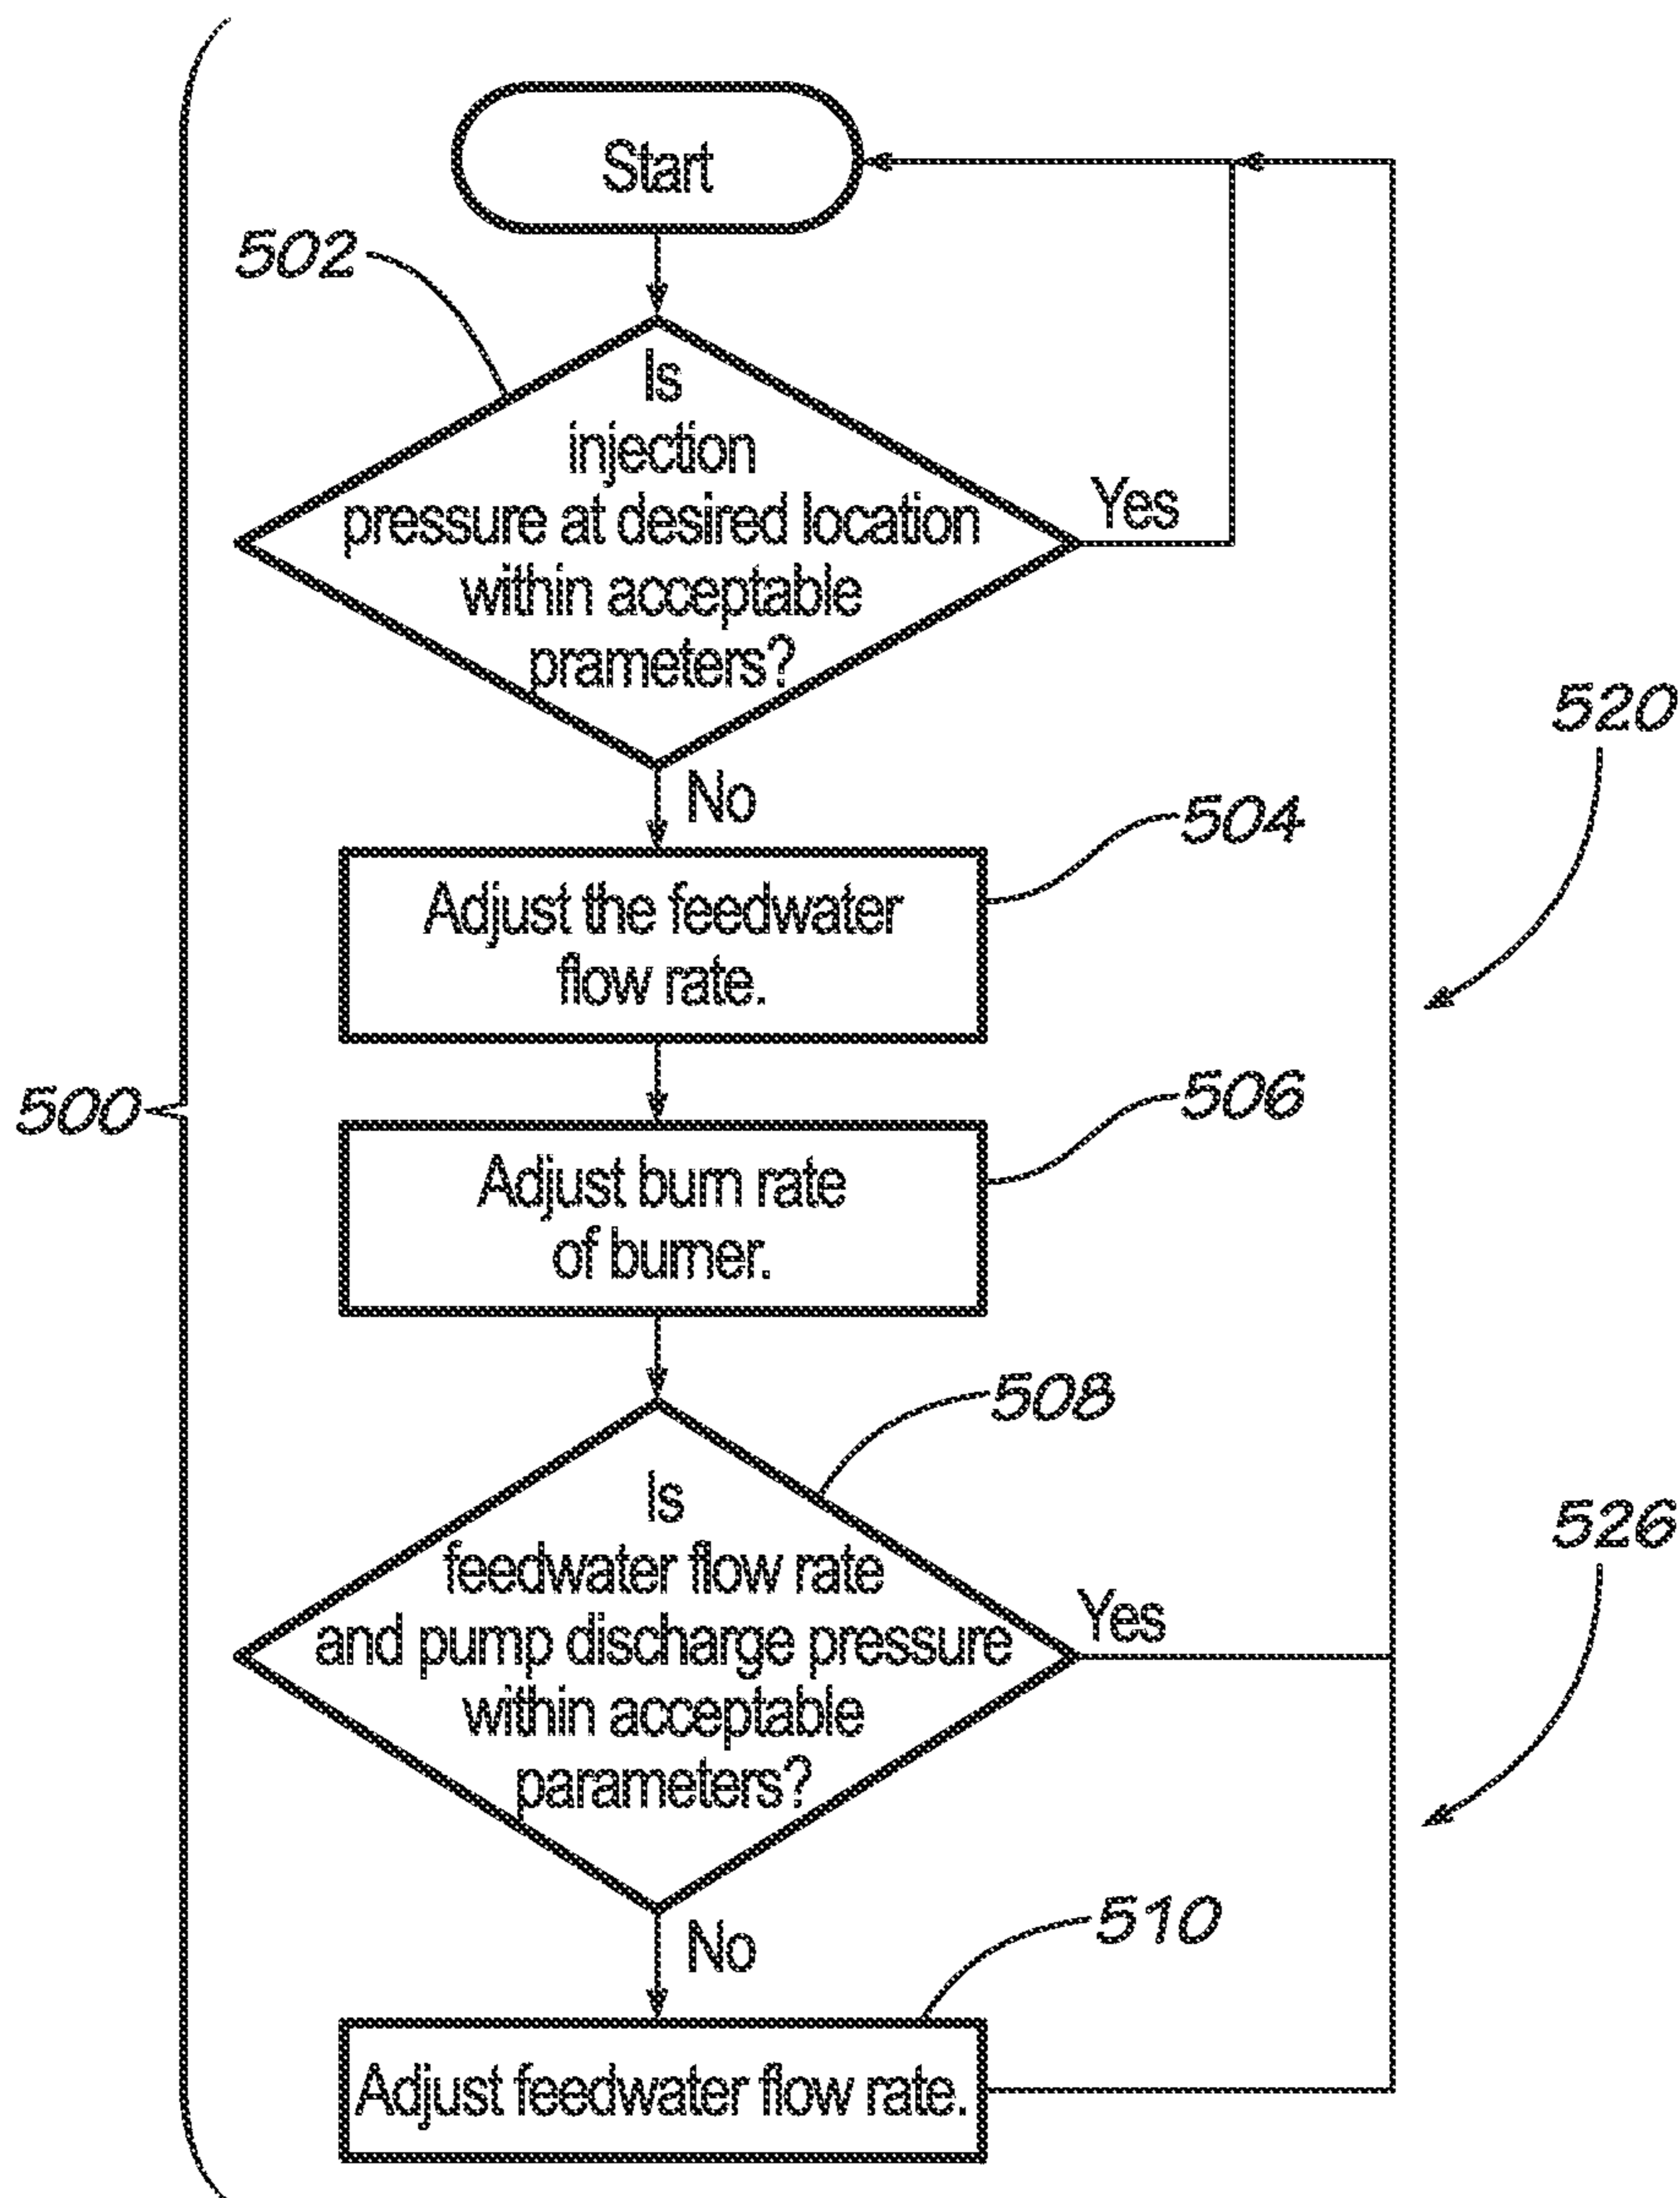 Start
502
Is
injection
pressure at desired location
within acceptable
prameters?
Yes
No
520
504
Adjust the feedwater
flow rate.
500
506
Adjust burn rate
of burner.
508
Is
feedwater flow rate
and pump discharge pressure
within acceptable
parameters?
Yes
526
No
510
Adjust feedwater flow rate.